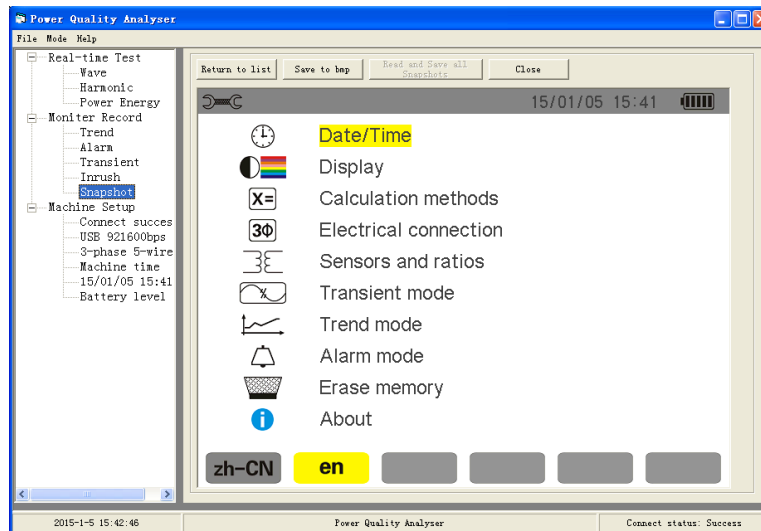 Power Quality Analyser
File Mode Help
Real-time Test
Wave
Harmonic
Power Energy
Moniter Record
Trend
Alarm
Transient
Inrush
Snapshot
Machine Setup
Connect succes
USB 921600bps
3-phase 5-wire
Machine time
15/01/05 15:41
Battery level
Return to list Save to bmp Read and Save all Snapshots Close
15/01/05 15:41
Date/Time
Display
X= Calculation methods
3Φ Electrical connection
Sensors and ratios
Transient mode
Trend mode
Alarm mode
Erase memory
i About
zh-CN en
2015-1-5 15:42:46 Power Quality Analyser Connect status: Success